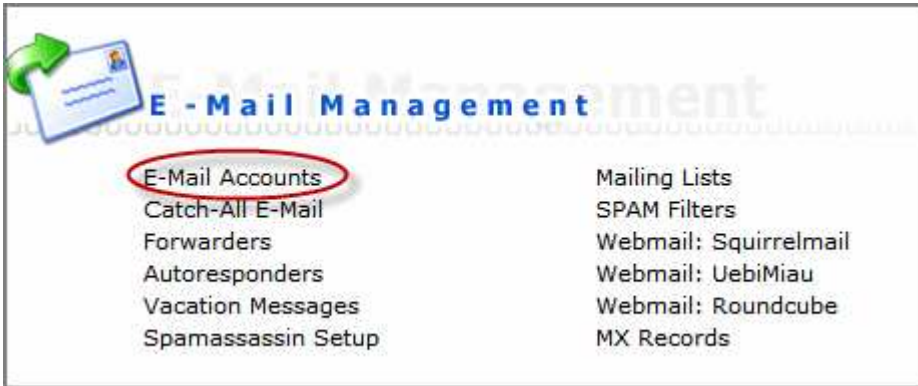 E-Mail Management
E-Mail Accounts
Catch-All E-Mail
Forwarders
Autoresponders
Vacation Messages
Spamassassin Setup
Mailing Lists
SPAM Filters
Webmail: Squirrelmail
Webmail: UebiMiau
Webmail: Roundcube
MX Records